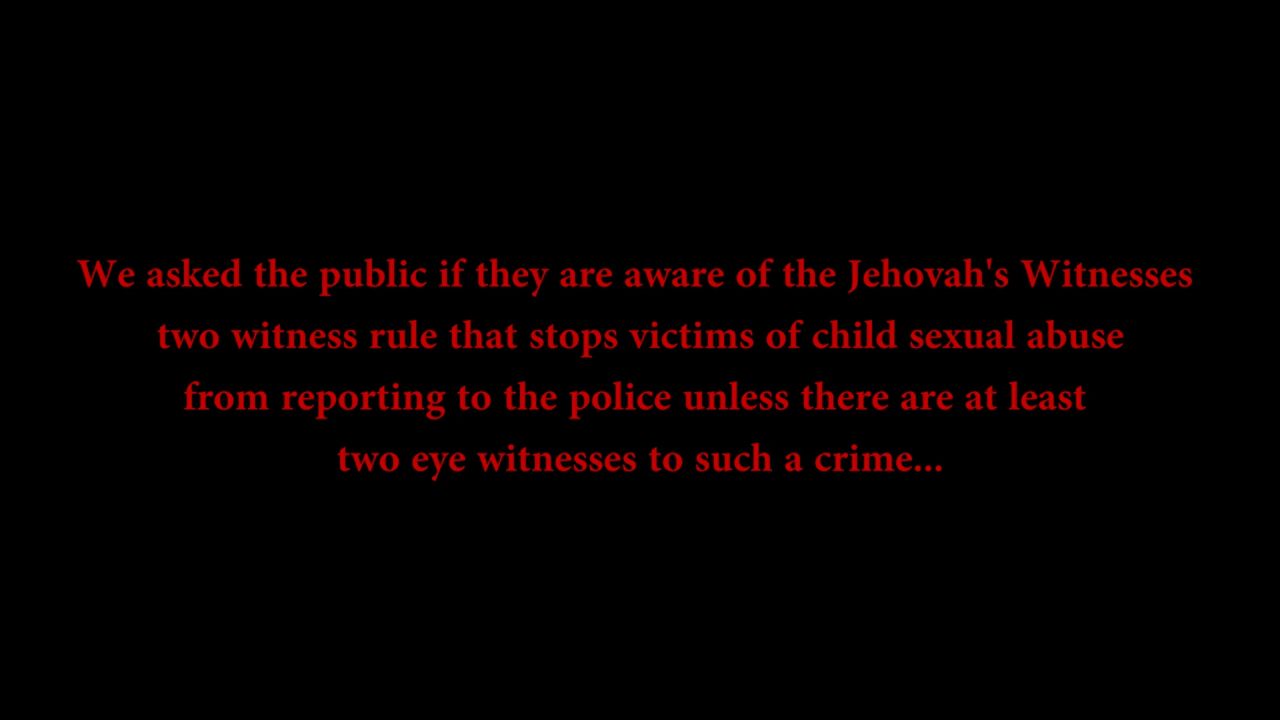 We asked the public if they are aware of the Jehovah's Witnesses
two witness rule that stops victims of child sexual abuse
from reporting to the police unless there are at least
two eye witnesses to such a crime...